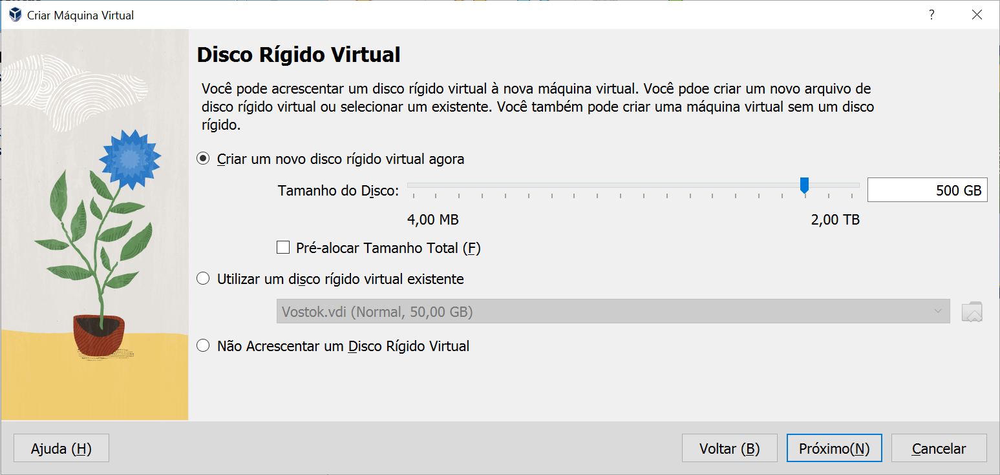 Criar Máquina Virtual
?
Disco Rígido Virtual
Você pode acrescentar um disco rígido virtual à nova máquina virtual. Você pdoe criar um novo arquivo de
disco rígido virtual ou selecionar um existente. Você também pode criar uma máquina virtual sem um disco
rígido.
Criar um novo disco rígido virtual agora
Tamanho do Disco:
500 GB
4,00 MB
2,00 TB
Pré-alocar Tamanho Total (F)
Utilizar um disco rígido virtual existente
Vostok.vdi (Normal, 50,00 GB)
Não Acrescentar um Disco Rígido Virtual
Ajuda (H)
Voltar (B)
Próximo(N)
Cancelar